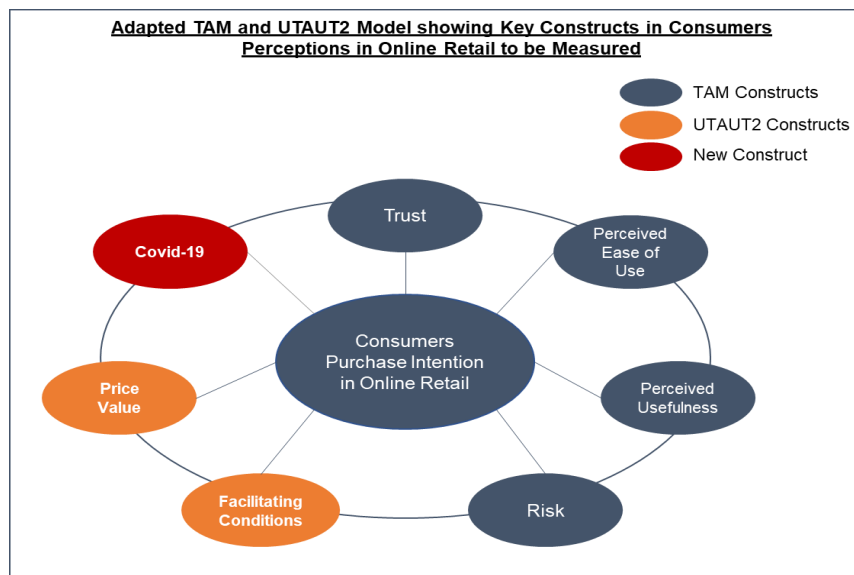 Adapted TAM and UTAUT2 Model showing Key Constructs in Consumers
Perceptions in Online Retail to be Measured
TAM Constructs
UTAUT2 Constructs
New Construct
Trust
Covid-19
Perceived
Ease of
Use
Consumers
Purchase Intention
in Online Retail
Price
Value
Perceived
Usefulness
Facilitating
Conditions
Risk